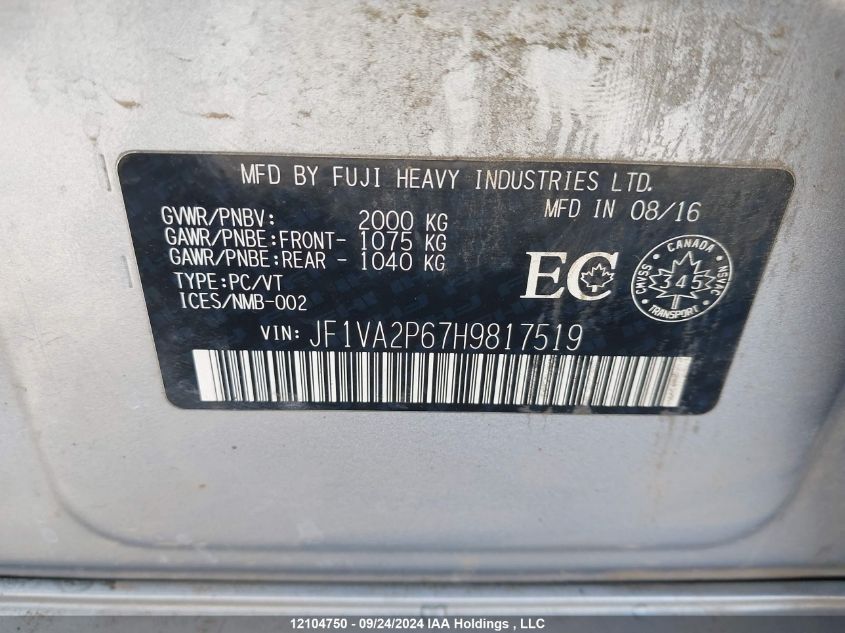 MFD BY FUJI HEAVY INDUSTRIES LTD.
GVWR/PNBV: 2000 KG MFD IN 08/16
GAWR/PNBE:FRONT- 1075 KG
GAWR/PNBE:REAR - 1040 KG
TYPE:PC/VT
ICES/NMB-002
EC
CANADA
CMVSS 345 NSVAC
TRANSPORT
VIN: JF1VA2P67H9817519
12104750 - 09/24/2024 IAA Holdings , LLC